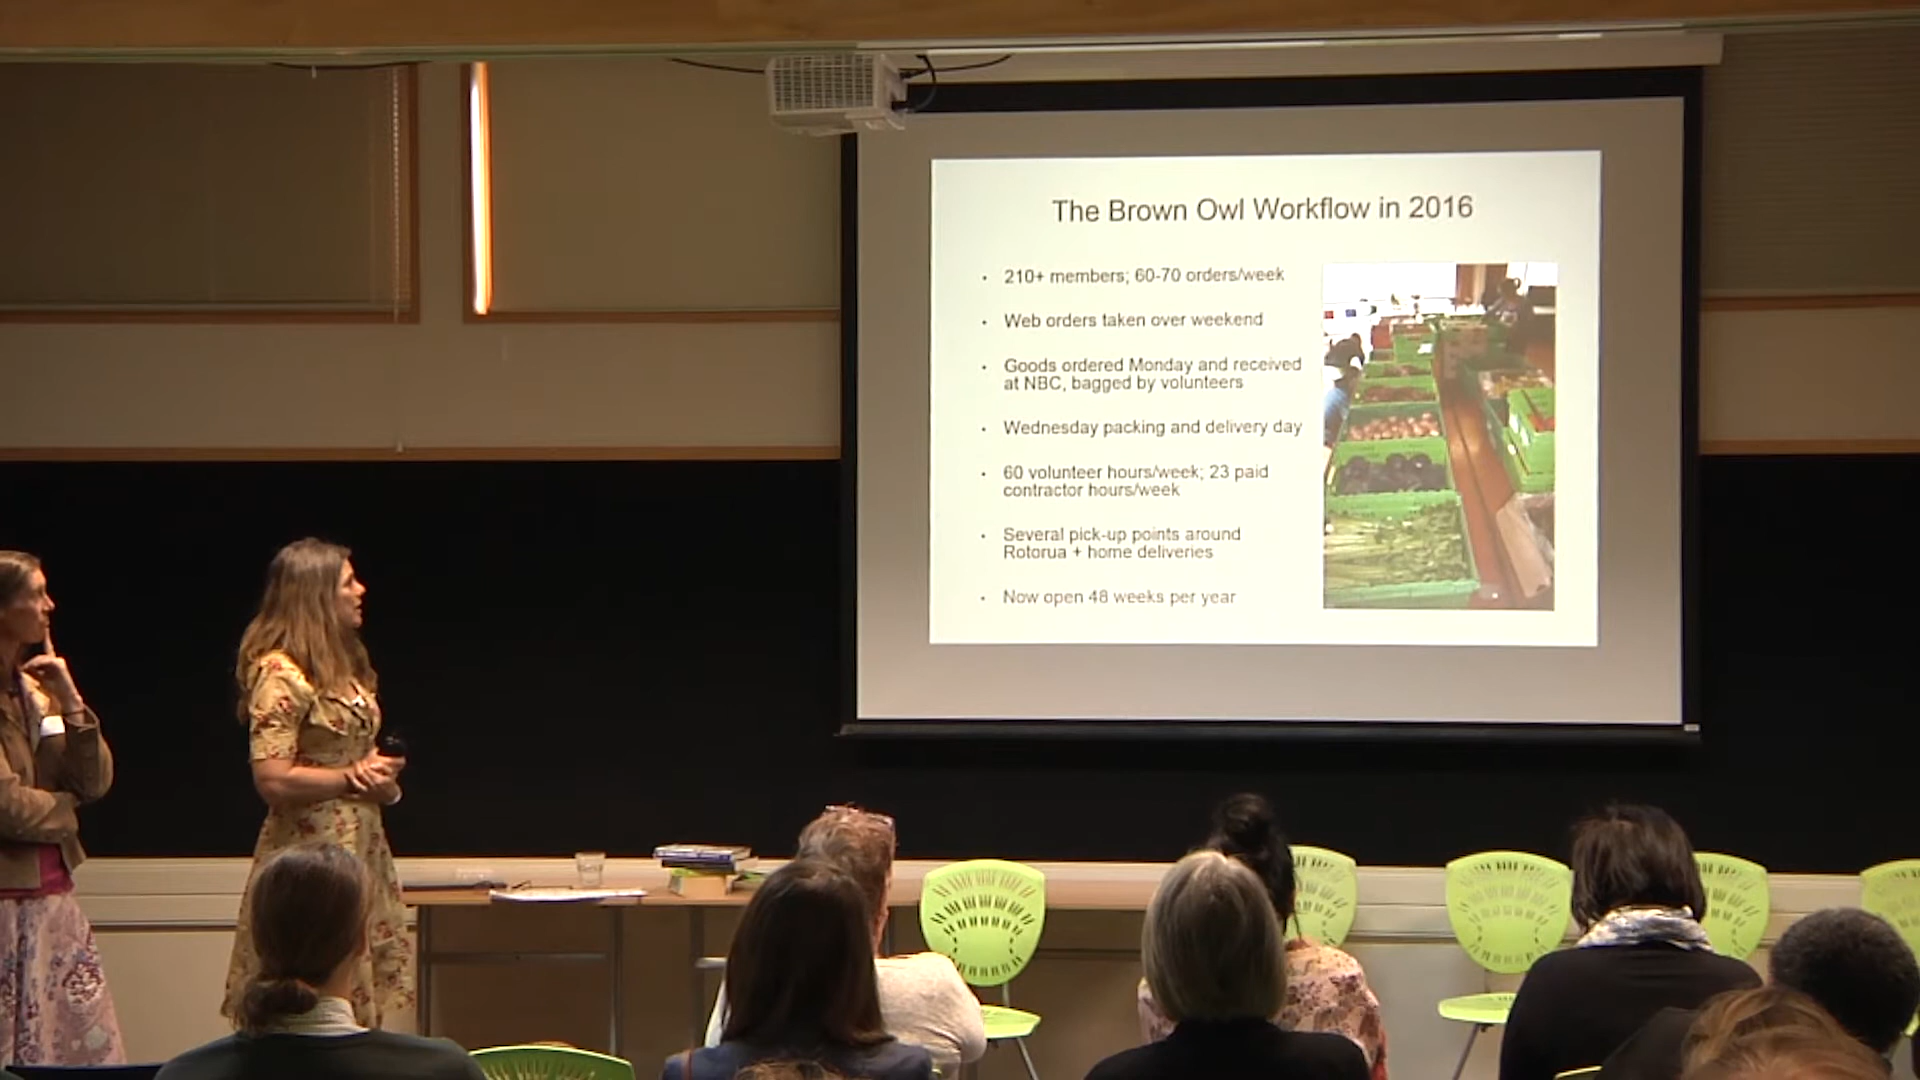 The Brown Owl Workflow in 2016
• 210+ members; 60-70 orders/week
• Web orders taken over weekend
• Goods ordered Monday and received
at NBC, bagged by volunteers
• Wednesday packing and delivery day
• 60 volunteer hours/week; 23 paid
contractor hours/week
• Several pick-up points around
Rotorua + home deliveries
• Now open 48 weeks per year